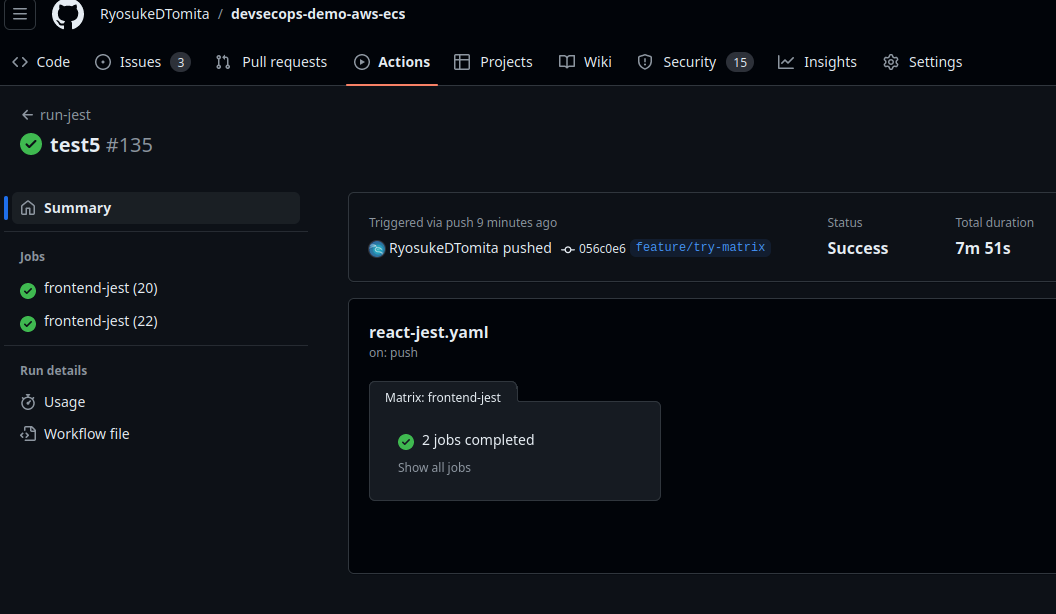 RyosukeDTomita / devsecops-demo-aws-ecs
Code Issues 3 Pull requests Actions Projects Wiki Security 15 Insights Settings
run-jest
test5 #135
Summary
Jobs
frontend-jest (20)
frontend-jest (22)
Run details
Usage
Workflow file
Triggered via push 9 minutes ago
RyosukeDTomita pushed 056c0e6 feature/try-matrix
Status
Success
Total duration
7m 51s
react-jest.yaml
on: push
Matrix: frontend-jest
2 jobs completed
Show all jobs